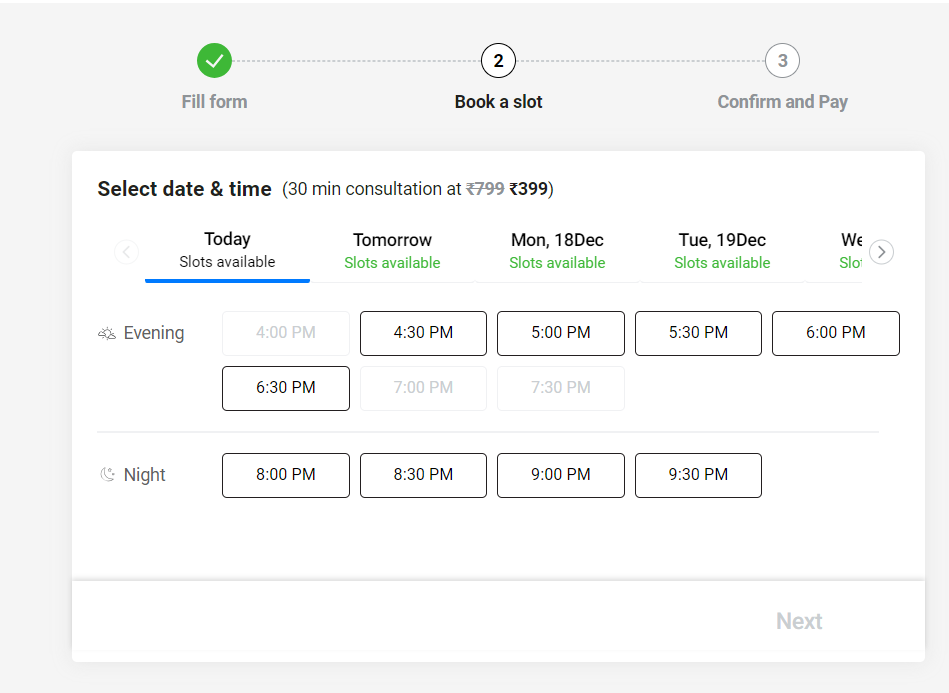 2 3
Fill form Book a slot Confirm and Pay
Select date & time (30 min consultation at ₹799 ₹399)
Today Tomorrow Mon, 18Dec Tue, 19Dec We
Slots available Slots available Slots available Slots available Slo
Evening 4:00 PM 4:30 PM 5:00 PM 5:30 PM 6:00 PM
6:30 PM 7:00 PM 7:30 PM
Night 8:00 PM 8:30 PM 9:00 PM 9:30 PM
Next